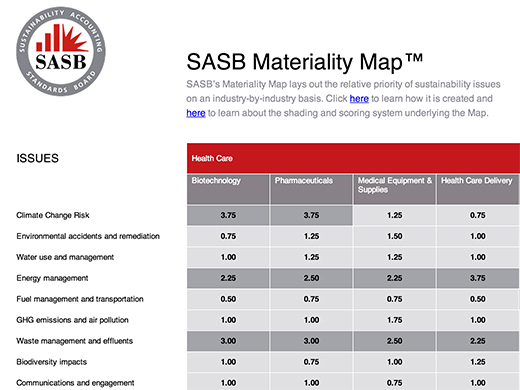 SUSTAINABILITY ACCOUNTING
SASB
STANDARDS BOARD
SASB Materiality Map™
SASB's Materiality Map lays out the relative priority of sustainability issues
on an industry-by-industry basis. Click here to learn how it is created and
here to learn about the shading and scoring system underlying the Map.
ISSUES Health Care
Biotechnology Pharmaceuticals Medical Equipment & Health Care Delivery
Supplies
Climate Change Risk 3.75 3.75 1.25 0.75
Environmental accidents and remediation 0.75 1.25 1.50 1.00
Water use and management 1.00 1.25 1.25 1.00
Energy management 2.25 2.50 2.25 3.75
Fuel management and transportation 0.50 0.75 0.75 0.50
GHG emissions and air pollution 1.00 1.00 1.75 1.00
Waste management and effluents 3.00 3.00 2.50 2.25
Biodiversity impacts 1.00 0.75 1.00 1.25
Communications and engagement 1.00 1.00 0.75 1.00